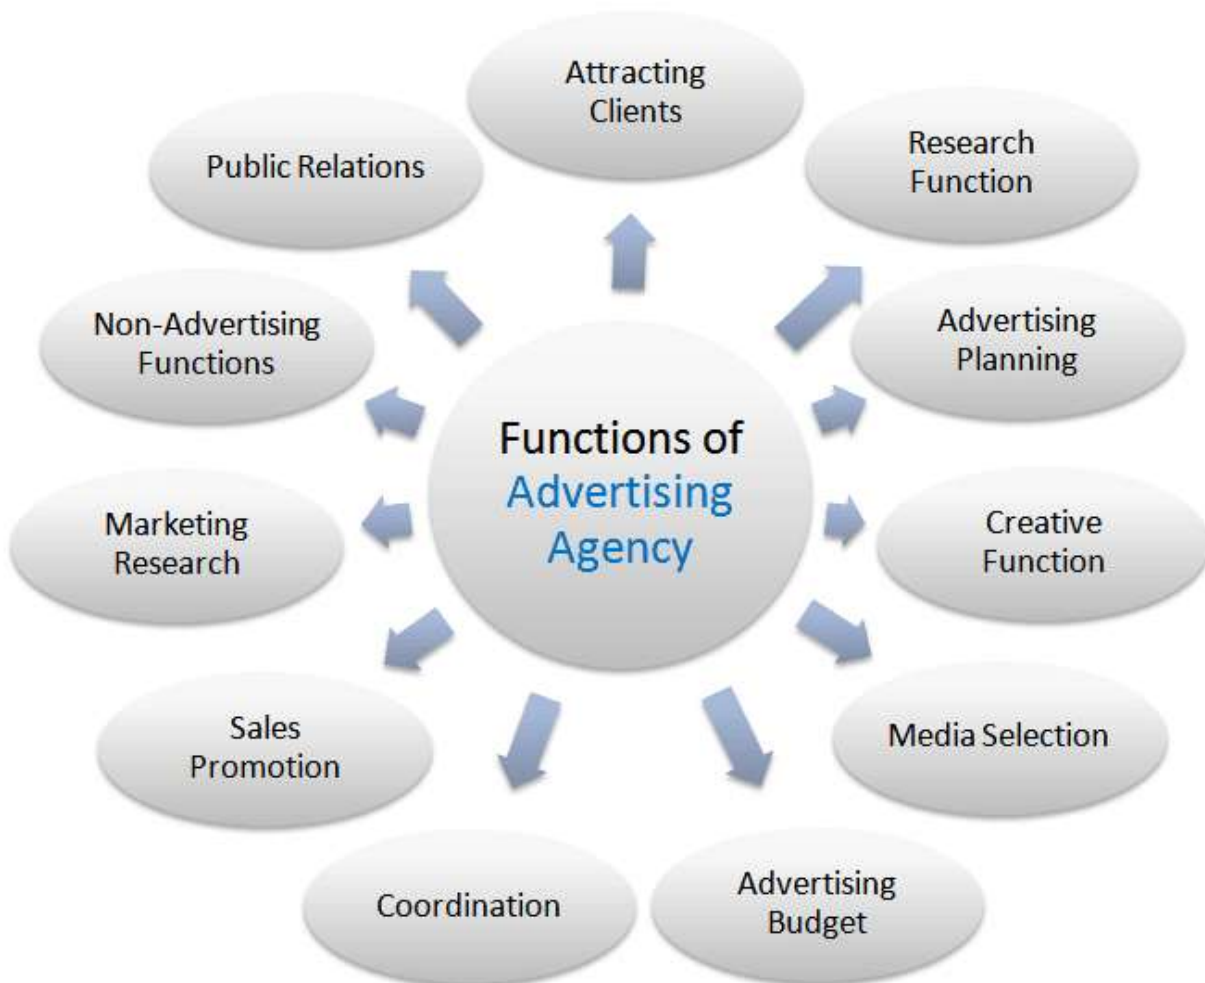 Attracting
Clients
Research
Function
Advertising
Planning
Creative
Function
Media Selection
Advertising
Budget
Coordination
Sales
Promotion
Marketing
Research
Non-Advertising
Functions
Public Relations
Functions of
Advertising
Agency